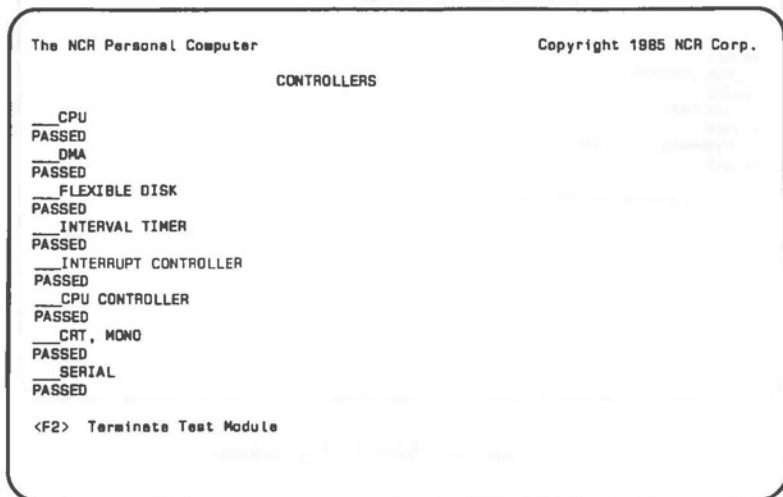 The NCR Personal Computer Copyright 1985 NCR Corp.
CONTROLLERS
___CPU
PASSED
___DMA
PASSED
___FLEXIBLE DISK
PASSED
___INTERVAL TIMER
PASSED
___INTERRUPT CONTROLLER
PASSED
___CPU CONTROLLER
PASSED
___CRT, MONO
PASSED
___SERIAL
PASSED
<F2> Terminate Test Module